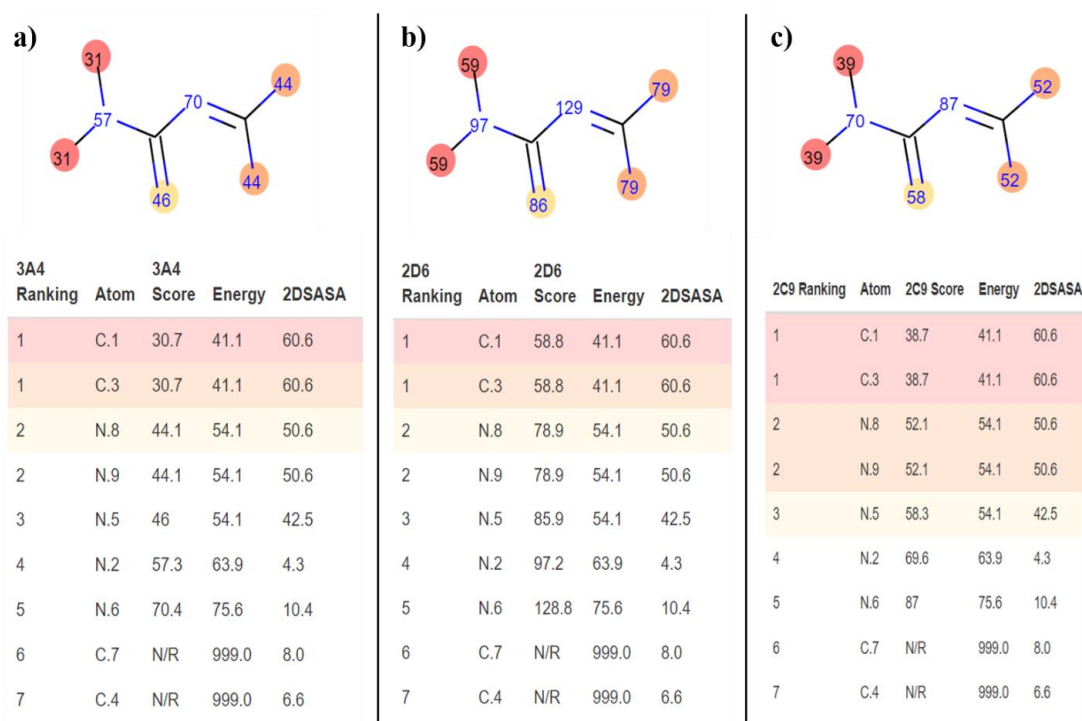 a)
31
70
44
57
31
44
46
3A4 Ranking Atom 3A4 Score Energy 2DSASA
1 C.1 30.7 41.1 60.6
1 C.3 30.7 41.1 60.6
2 N.8 44.1 54.1 50.6
2 N.9 44.1 54.1 50.6
3 N.5 46 54.1 42.5
4 N.2 57.3 63.9 4.3
5 N.6 70.4 75.6 10.4
6 C.7 N/R 999.0 8.0
7 C.4 N/R 999.0 6.6
b)
59
129
79
97
59
79
86
2D6 Ranking Atom 2D6 Score Energy 2DSASA
1 C.1 58.8 41.1 60.6
1 C.3 58.8 41.1 60.6
2 N.8 78.9 54.1 50.6
2 N.9 78.9 54.1 50.6
3 N.5 85.9 54.1 42.5
4 N.2 97.2 63.9 4.3
5 N.6 128.8 75.6 10.4
6 C.7 N/R 999.0 8.0
7 C.4 N/R 999.0 6.6
c)
39
87
52
70
39
52
58
2C9 Ranking Atom 2C9 Score Energy 2DSASA
1 C.1 38.7 41.1 60.6
1 C.3 38.7 41.1 60.6
2 N.8 52.1 54.1 50.6
2 N.9 52.1 54.1 50.6
3 N.5 58.3 54.1 42.5
4 N.2 69.6 63.9 4.3
5 N.6 87 75.6 10.4
6 C.7 N/R 999.0 8.0
7 C.4 N/R 999.0 6.6